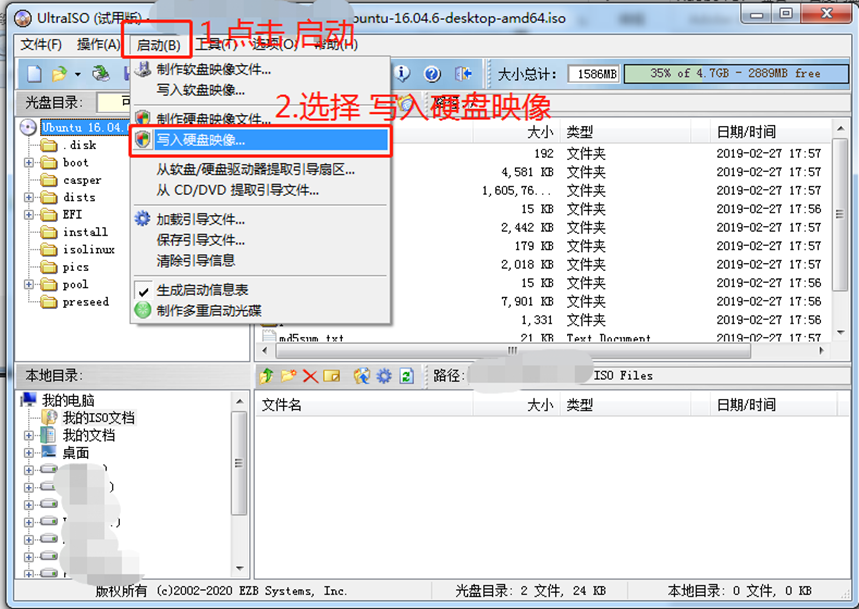 UltraISO (试用版) - buntu-16.04.6-desktop-amd64.iso
1.点击 启动
文件(F) 操作(A) 启动(B) 工具(T) 选项(O) 帮助(H)
大小总计: 1586MB 35% of 4.7GB - 2889MB free
光盘目录: 可
2.选择 写入硬盘映像
制作软盘映像文件...
写入软盘映像...
制作硬盘映像文件...
写入硬盘映像...
从软盘/硬盘驱动器提取引导扇区...
从 CD/DVD 提取引导文件...
加载引导文件...
保存引导文件...
清除引导信息
生成启动信息表
制作多重启动光碟
Ubuntu 16.04.
.disk
boot
casper
dists
EFI
install
isolinux
pics
pool
preseed
大小 类型 日期/时间
192 文件夹 2019-02-27 17:57
4,581 KB 文件夹 2019-02-27 17:57
1,605,76... 文件夹 2019-02-27 17:57
15 KB 文件夹 2019-02-27 17:56
2,442 KB 文件夹 2019-02-27 17:57
179 KB 文件夹 2019-02-27 17:56
2,018 KB 文件夹 2019-02-27 17:57
15 KB 文件夹 2019-02-27 17:56
7,901 KB 文件夹 2019-02-27 17:56
1,331 文件夹 2019-02-27 17:56
md5sum.txt 21 KB Text Document 2019-02-27 17:57
本地目录: 路径: ISO Files
我的电脑
我的ISO文档
我的文档
桌面
文件名 大小 类型 日期/时间
版权所有 (c)2002-2020 EZB Systems, Inc. 光盘目录: 2 文件, 24 KB 本地目录: 0 文件, 0 KB